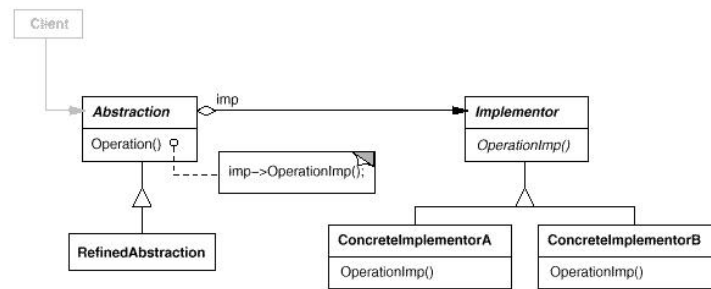 Client
imp
Abstraction
Implementor
Operation()
OperationImp()
imp->OperationImp();
RefinedAbstraction
ConcreteImplementorA
ConcreteImplementorB
OperationImp()
OperationImp()